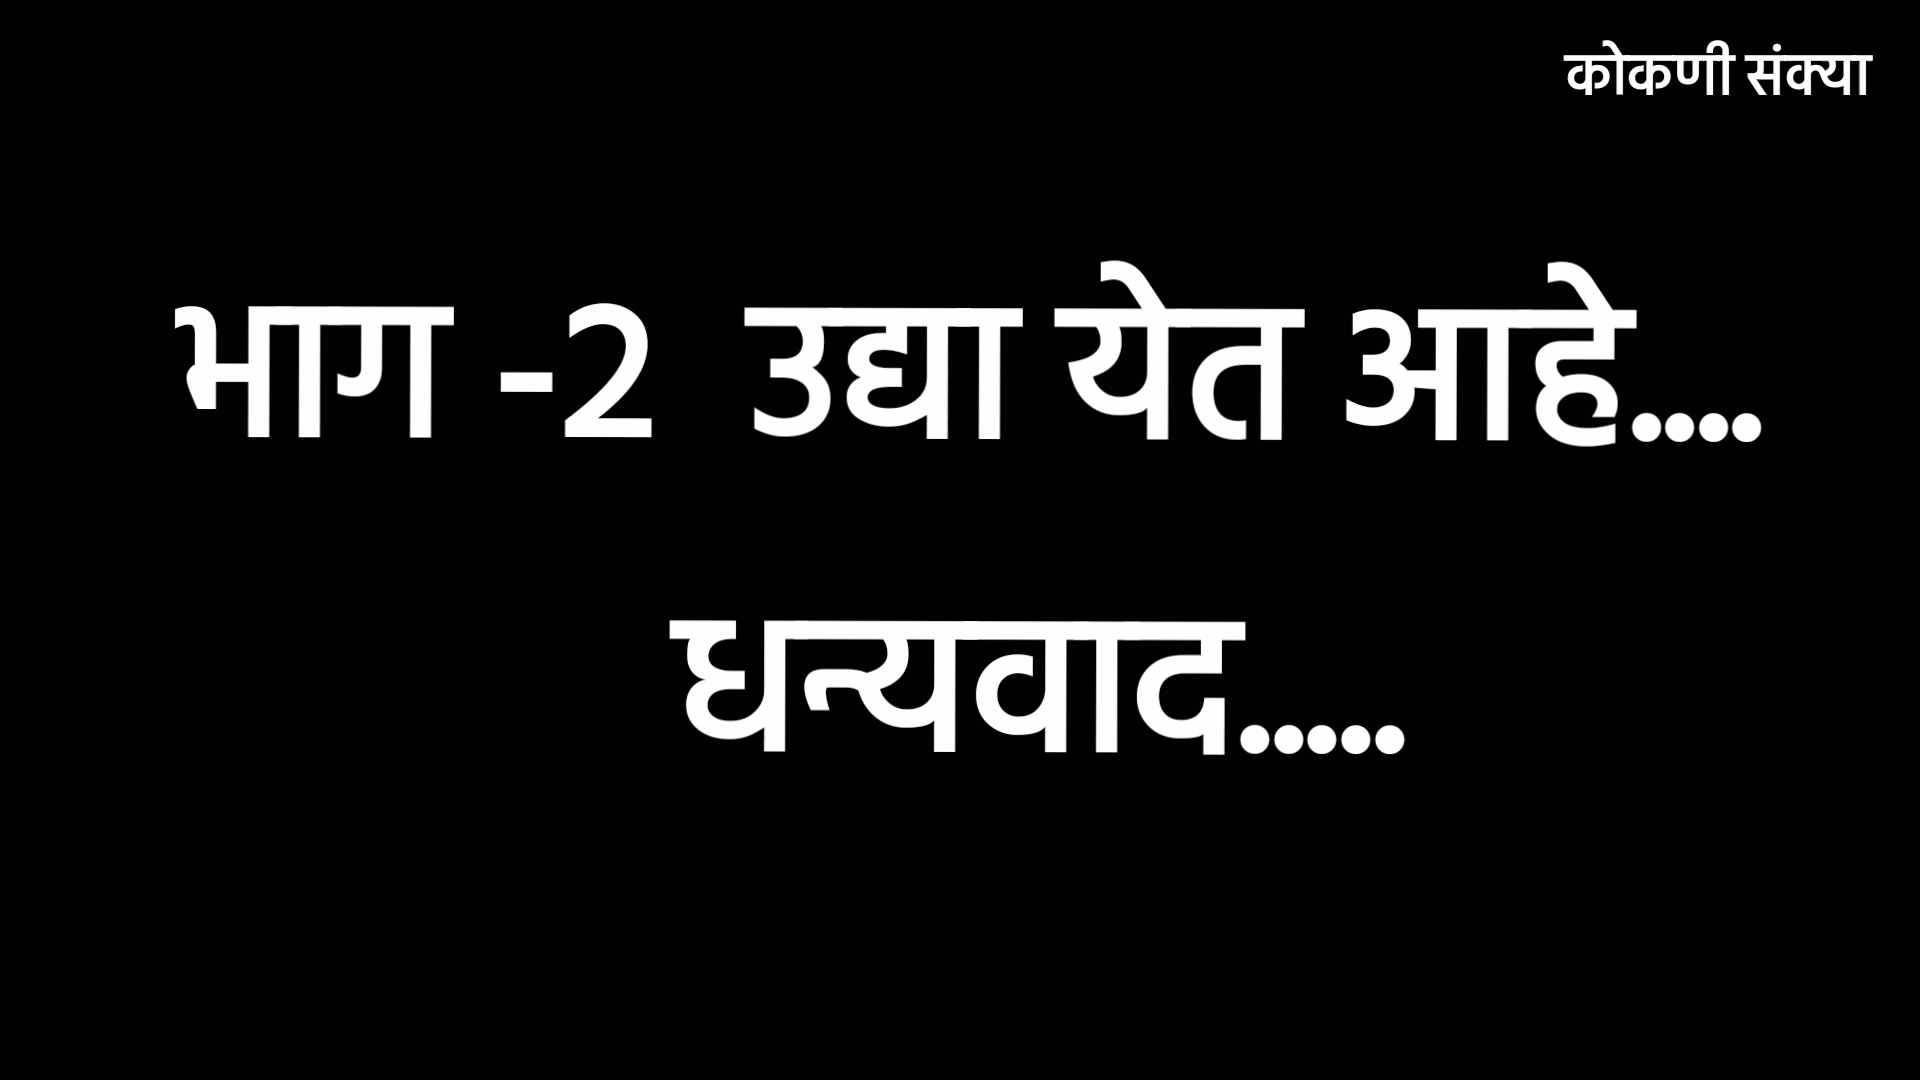 कोकणी संक्या
भाग -2 उद्या येत आहे....
धन्यवाद.....